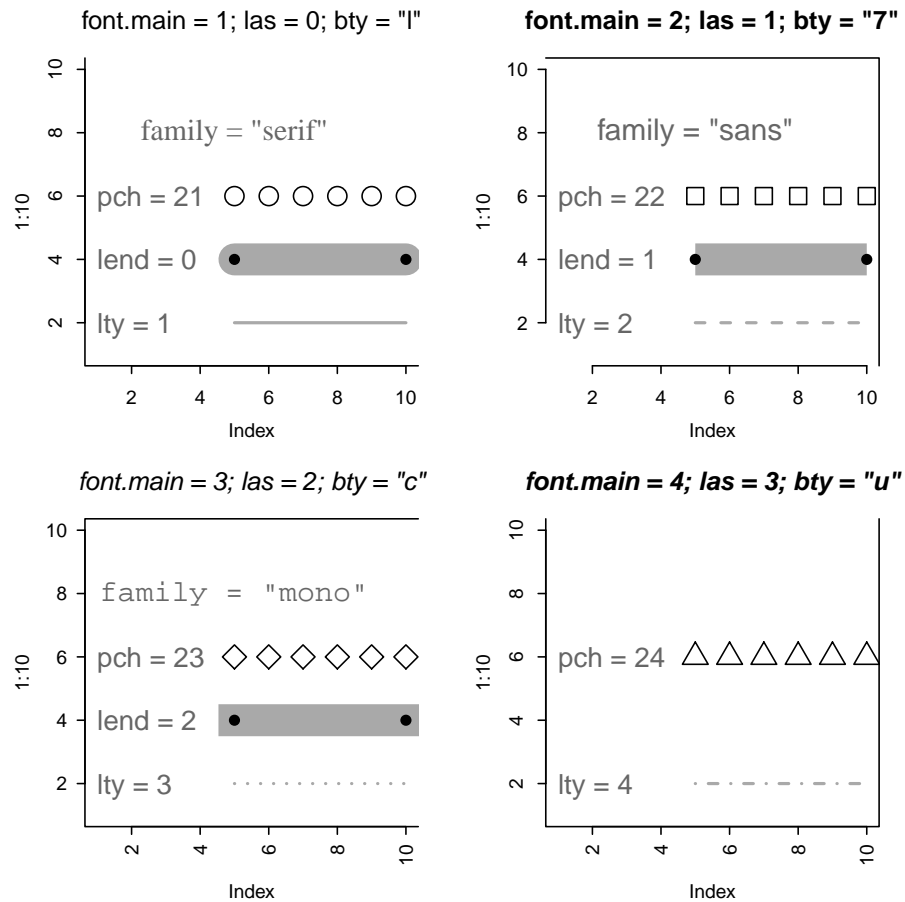 font.main = 1; las = 0; bty = "l"
10
8
6
4
2
1:10
family = "serif"
pch = 21
lend = 0
lty = 1
2 4 6 8 10
Index
font.main = 2; las = 1; bty = "7"
10
8
6
4
2
1:10
family = "sans"
pch = 22
lend = 1
lty = 2
2 4 6 8 10
Index
font.main = 3; las = 2; bty = "c"
10
8
6
4
2
1:10
family = "mono"
pch = 23
lend = 2
lty = 3
2 4 6 8 10
Index
font.main = 4; las = 3; bty = "u"
10
8
6
4
2
1:10
pch = 24
lty = 4
2 4 6 8 10
Index